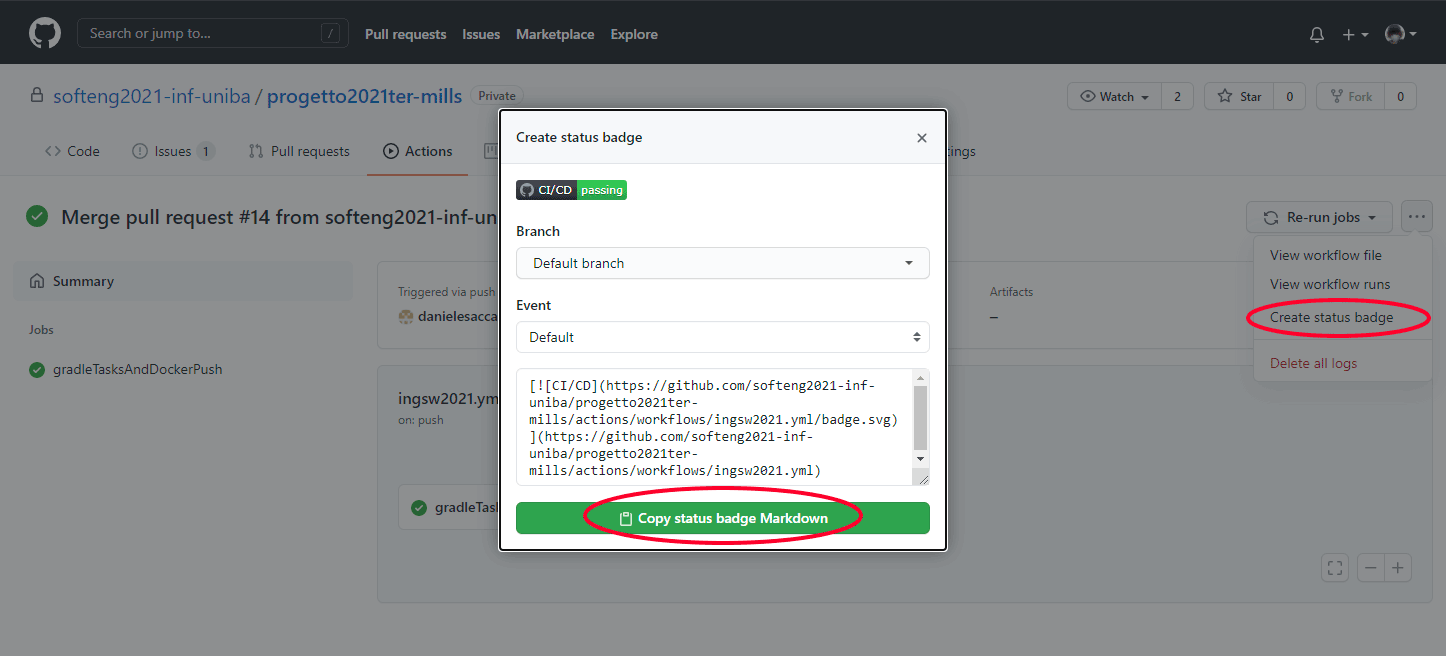 Search or jump to...
/
Pull requests
Issues
Marketplace
Explore
softeng2021-inf-uniba / progetto2021ter-mills
Private
Watch
2
Star
0
Fork
0
Code
Issues
1
Pull requests
Actions
Merge pull request #14 from softeng2021-inf-un
Re-run jobs
View workflow file
View workflow runs
Create status badge
Delete all logs
Summary
Jobs
gradleTasksAndDockerPush
Triggered via push
danielesacca
Artifacts
–
ingsw2021.ym
on: push
gradleTas
Create status badge
CI/CD passing
Branch
Default branch
Event
Default
[![CI/CD](https://github.com/softeng2021-inf-
uniba/progetto2021ter-
mills/actions/workflows/ingsw2021.yml/badge.svg)
](https://github.com/softeng2021-inf-
uniba/progetto2021ter-
mills/actions/workflows/ingsw2021.yml)
Copy status badge Markdown